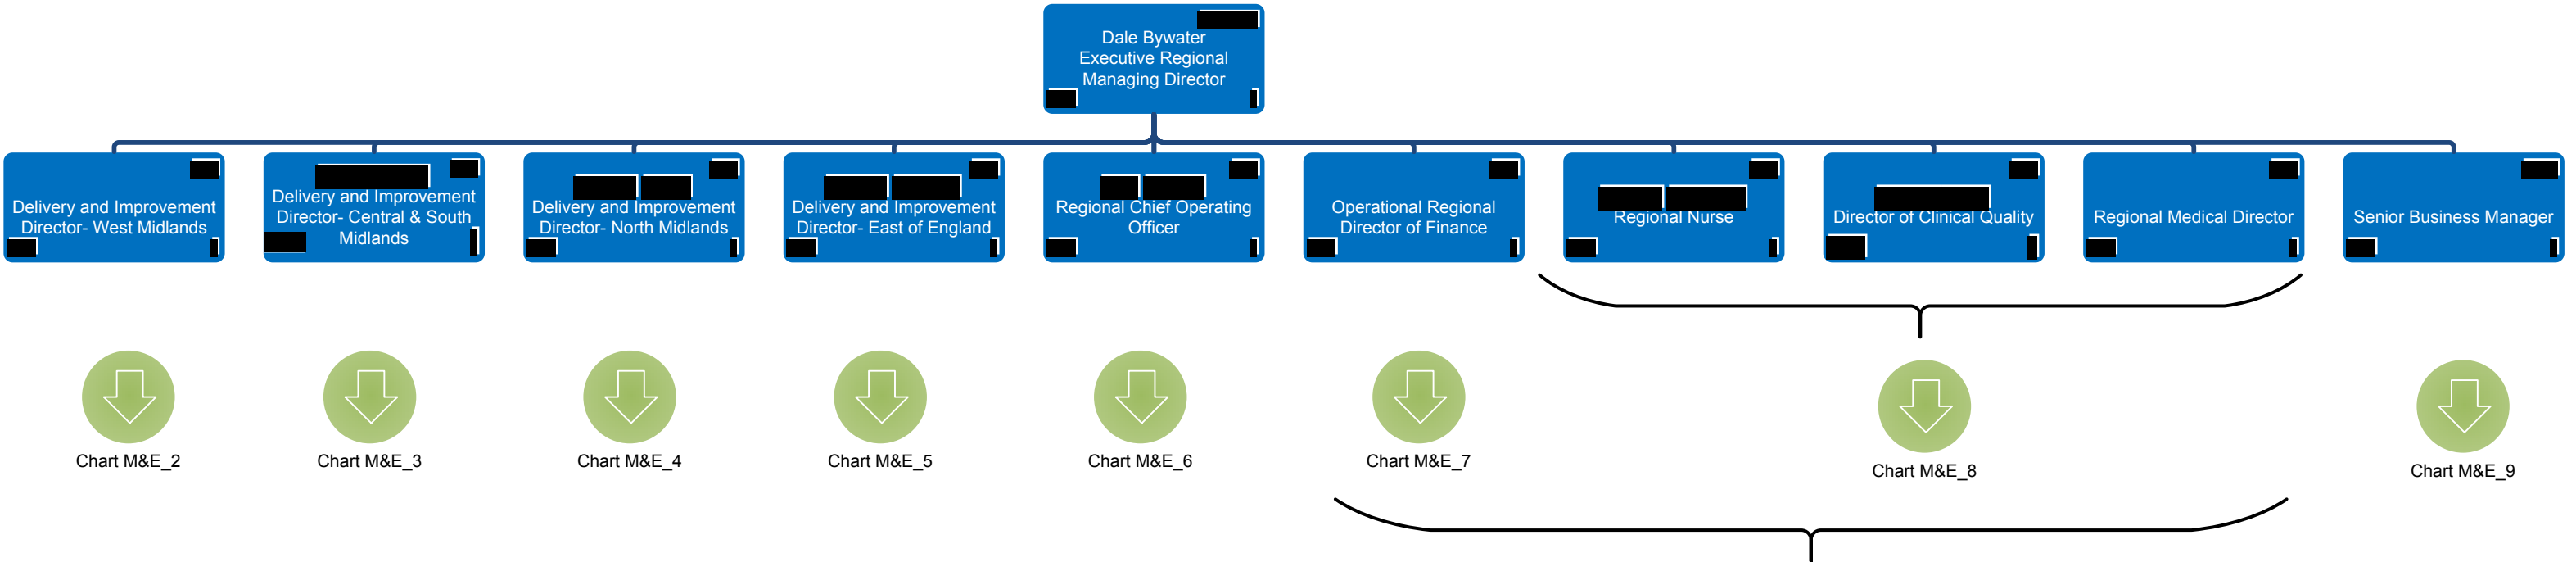 Dale Bywater
Executive Regional
Managing Director
Delivery and Improvement
Director- West Midlands
Delivery and Improvement
Director- Central & South
Midlands
Delivery and Improvement
Director- North Midlands
Delivery and Improvement
Director- East of England
Regional Chief Operating
Officer
Operational Regional
Director of Finance
Regional Nurse
Director of Clinical Quality
Regional Medical Director
Senior Business Manager
Chart M&E_2
Chart M&E_3
Chart M&E_4
Chart M&E_5
Chart M&E_6
Chart M&E_7
Chart M&E_8
Chart M&E_9